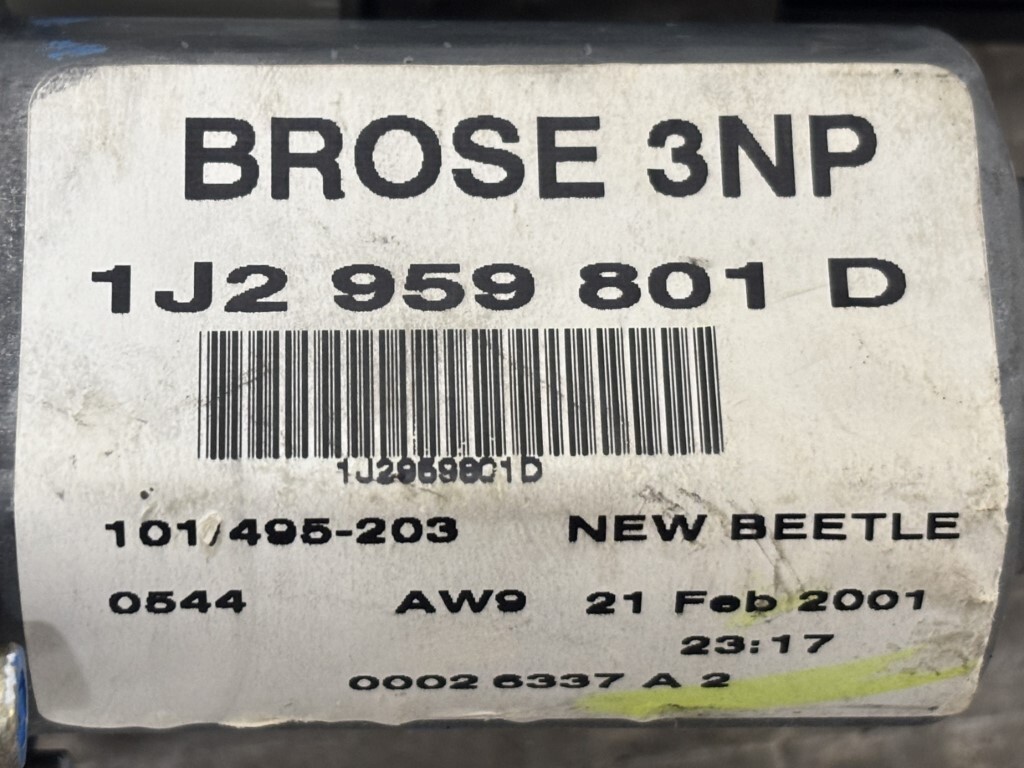 BROSE 3NP
1J2 959 801 D
1J2959801D
101/495-203 NEW BEETLE
0544 AW9 21 Feb 2001
23:17
0002 6337 A 2